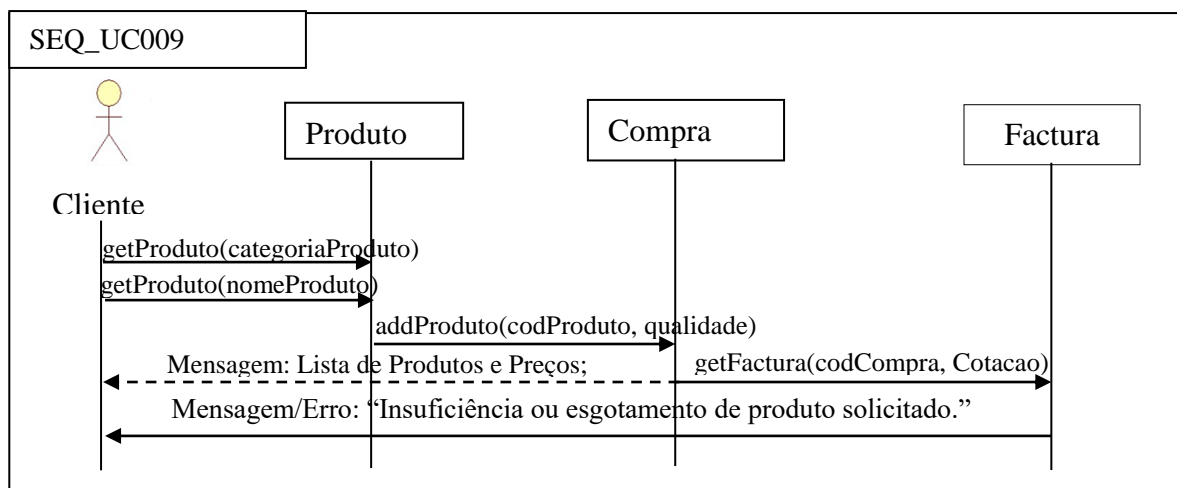 SEQ_UC009
Produto
Compra
Factura
Cliente
getProduto(categoriaProduto)
getProduto(nomeProduto)
addProduto(codProduto, qualidade)
Mensagem: Lista de Produtos e Preços;
getFactura(codCompra, Cotacao)
Mensagem/Erro: “Insuficiência ou esgotamento de produto solicitado.”